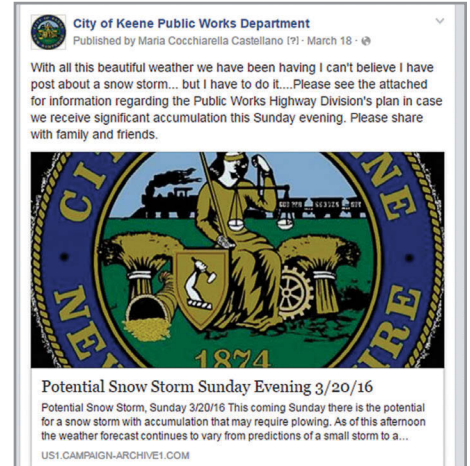 City of Keene Public Works Department
Published by Maria Cocchiarella Castellano [?] · March 18 ·
With all this beautiful weather we have been having I can't believe I have
post about a snow storm... but I have to do it....Please see the attached
for information regarding the Public Works Highway Division's plan in case
we receive significant accumulation this Sunday evening. Please share
with family and friends.
CITY OF KEENE
NEW HAMPSHIRE
1874
Potential Snow Storm Sunday Evening 3/20/16
Potential Snow Storm, Sunday 3/20/16 This coming Sunday there is the potential
for a snow storm with accumulation that may require plowing. As of this afternoon
the weather forecast continues to vary from predictions of a small storm to a...
US1.CAMPAIGN-ARCHIVE1.COM